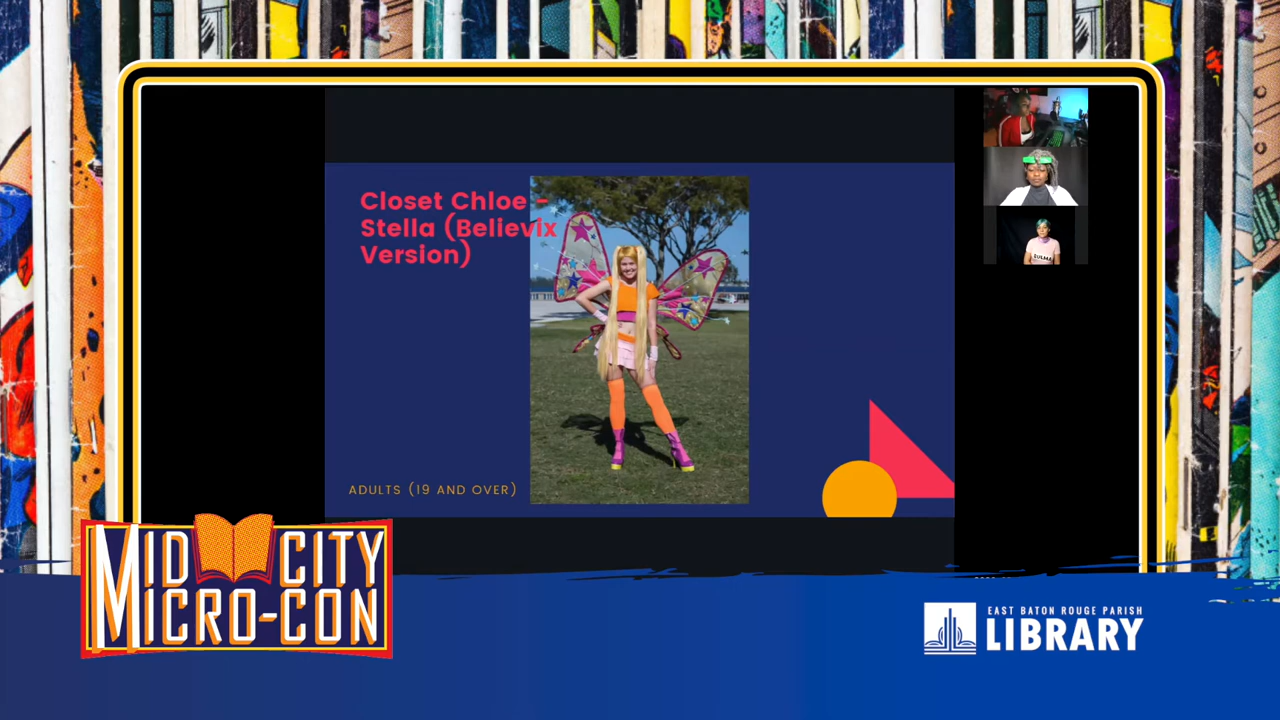 Closet Chloe -
Stella (Believix
Version)
ADULTS (19 AND OVER)
MID CITY
MICRO-CON
EAST BATON ROUGE PARISH
LIBRARY